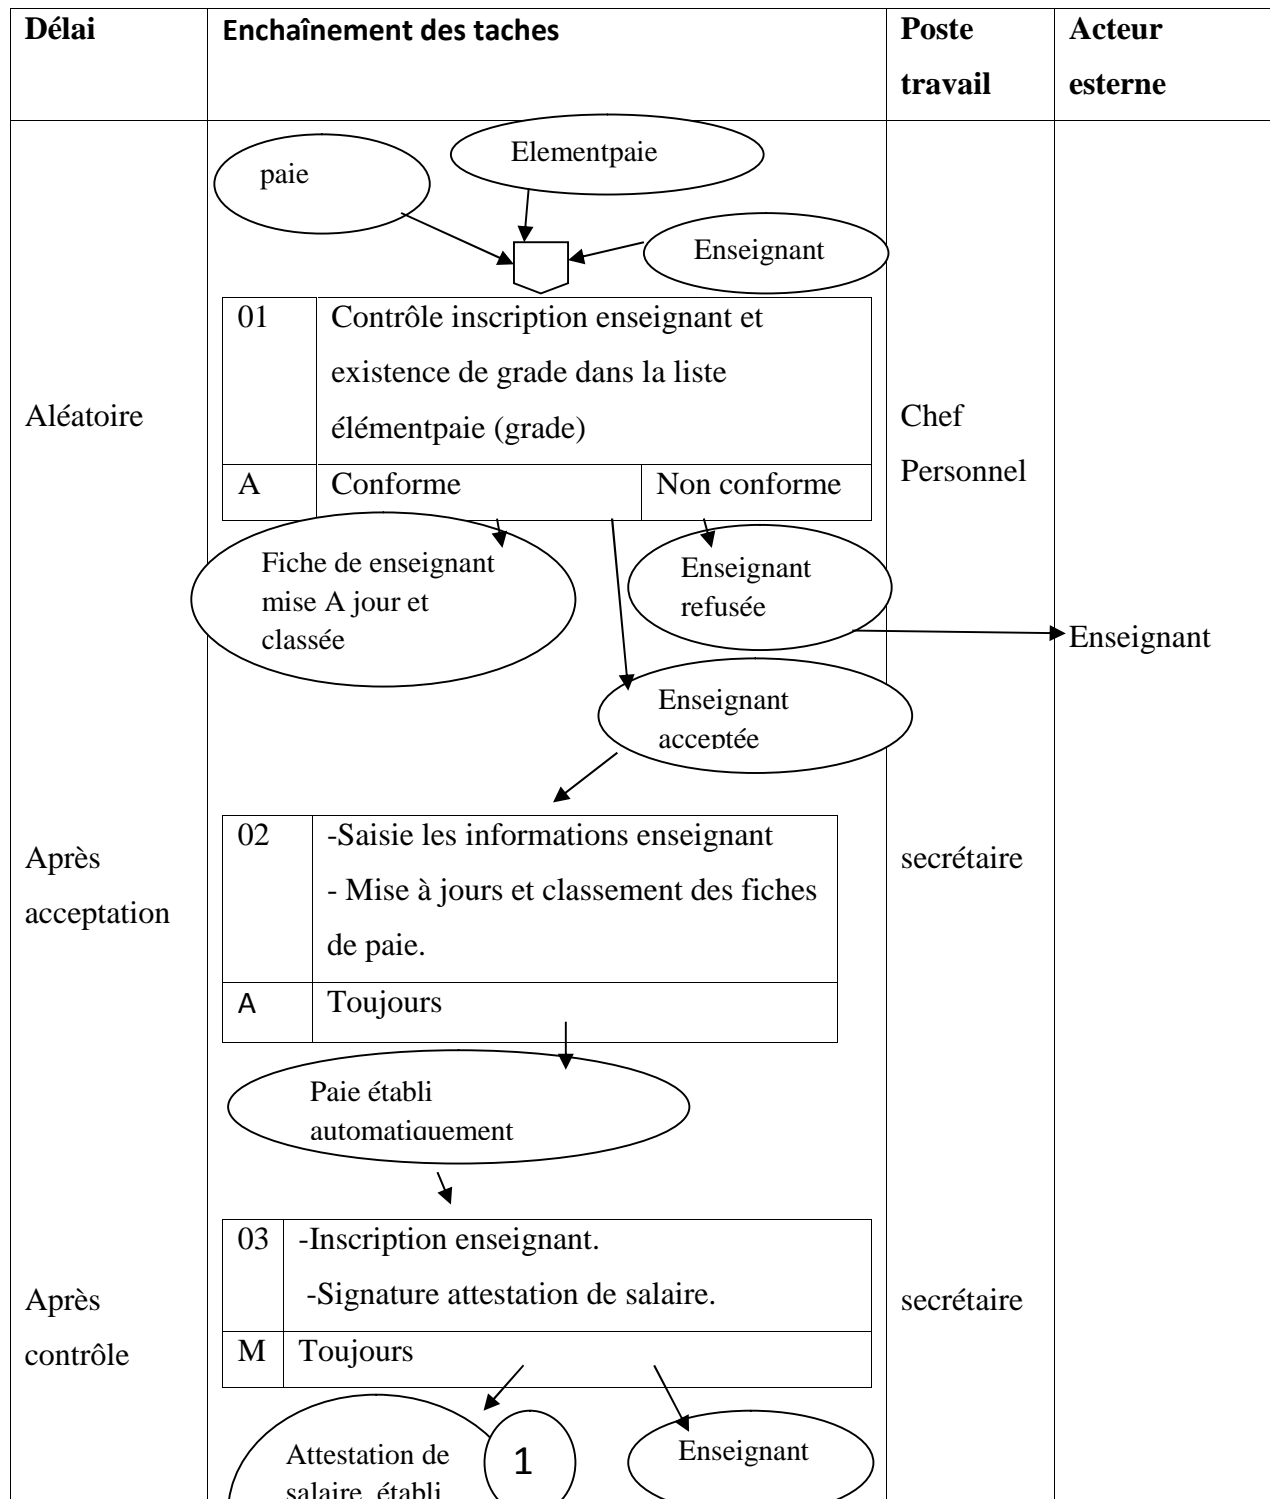 Délai
Enchaînement des taches
Poste
travail
Acteur
esterne
paie
Elementpaie
Enseignant
01
Contrôle inscription enseignant et
existence de grade dans la liste
élémentpaie (grade)
Aléatoire
Chef
Personnel
A
Conforme
Non conforme
Fiche de enseignant
mise A jour et
classée
Enseignant
refusée
Enseignant
Enseignant
acceptée
02
-Saisie les informations enseignant
- Mise à jours et classement des fiches
de paie.
Après
acceptation
secrétaire
A
Toujours
Paie établi
automatiquement
03
-Inscription enseignant.
-Signature attestation de salaire.
Après
contrôle
secrétaire
M
Toujours
Attestation de
salaire établi
1
Enseignant